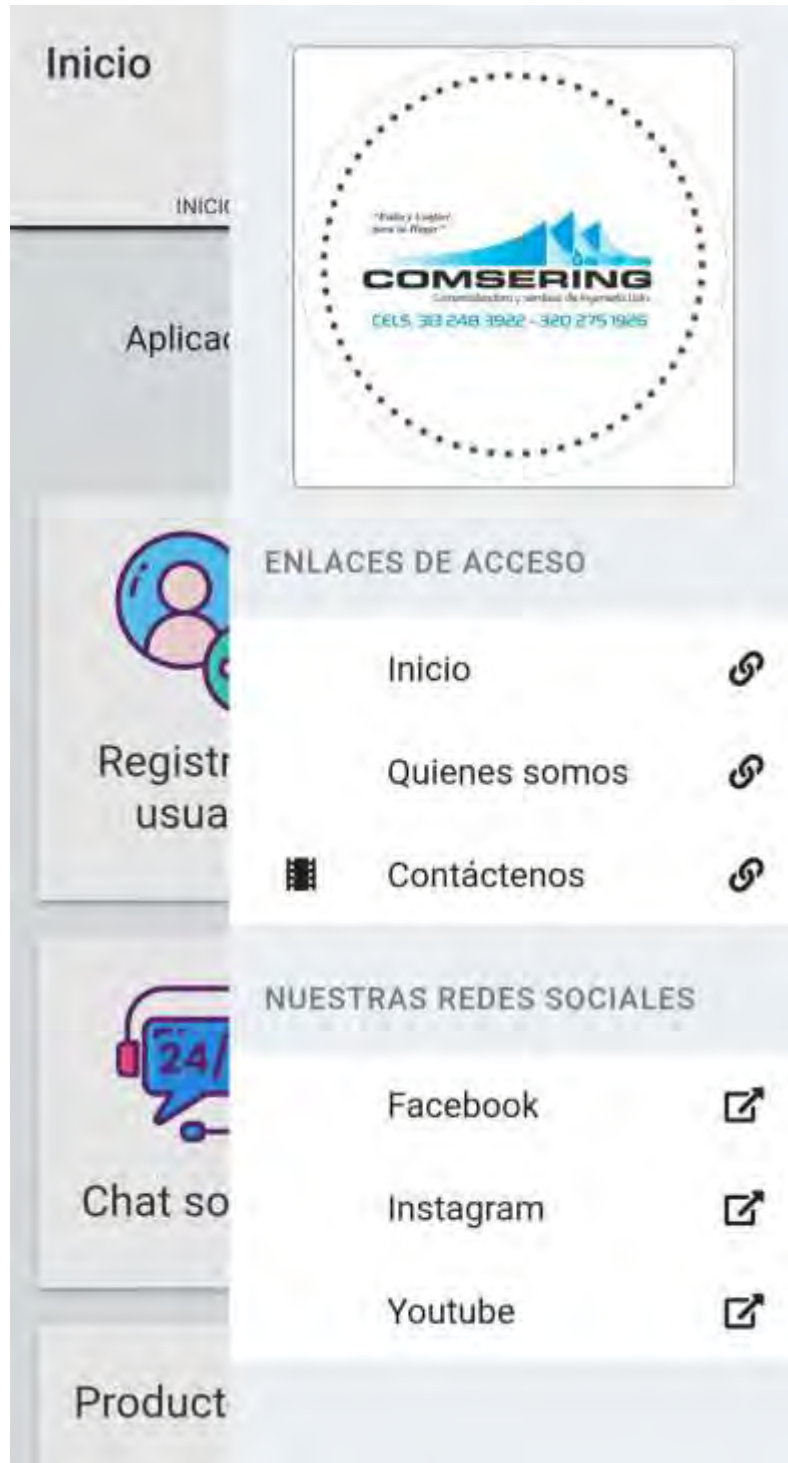 Inicio
INICI
Aplica
Registr
usua
24/
Chat so
Product
COMSERING
CELS. 313 248 3922 - 320 275 1926
ENLACES DE ACCESO
Inicio
Quienes somos
Contáctenos
NUESTRAS REDES SOCIALES
Facebook
Instagram
Youtube